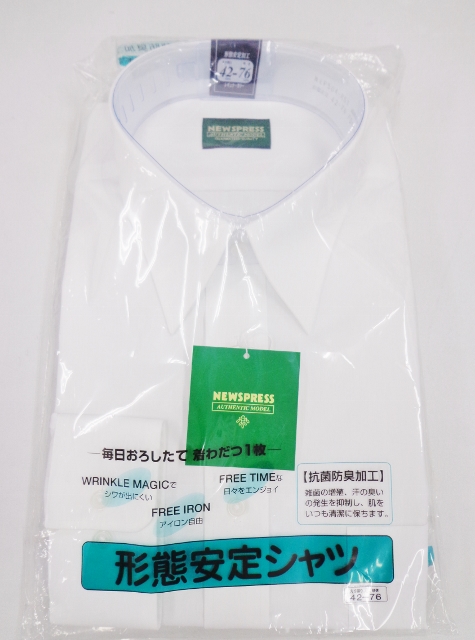 42-76
NEWSPRESS
AUTHENTIC MODEL
NEWSPRESS
AUTHENTIC MODEL
―毎日おろしたて 冶わだつ1枚―
WRINKLE MAGICで
シワが出にくい
FREE TIMEな
日々をエンジョイ
FREE IRON
アイロン自由
【抗菌防臭加工】
雑菌の増殖、汗の臭い
の発生を抑制し、肌を
いつも清潔に保ちます。
形態安定シャツ
42-76